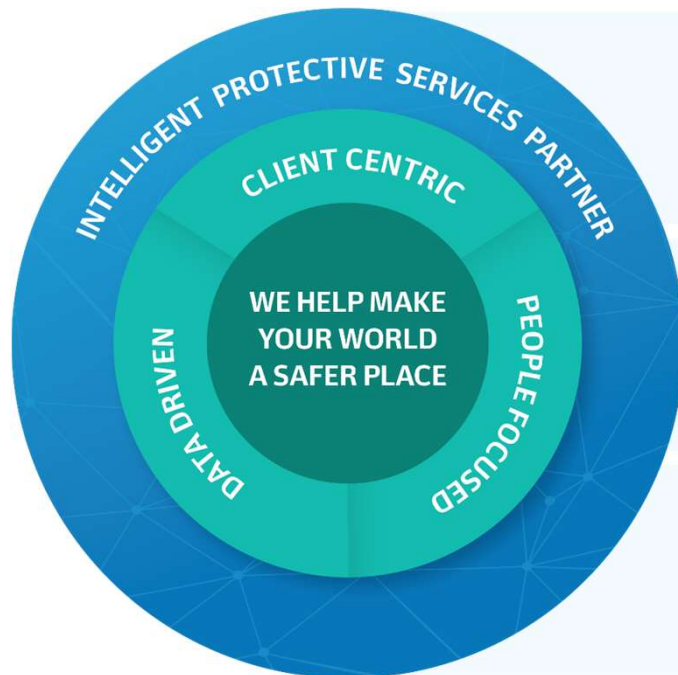 INTELLIGENT PROTECTIVE SERVICES PARTNER
CLIENT CENTRIC
PEOPLE FOCUSED
DATA DRIVEN
WE HELP MAKE
YOUR WORLD
A SAFER PLACE